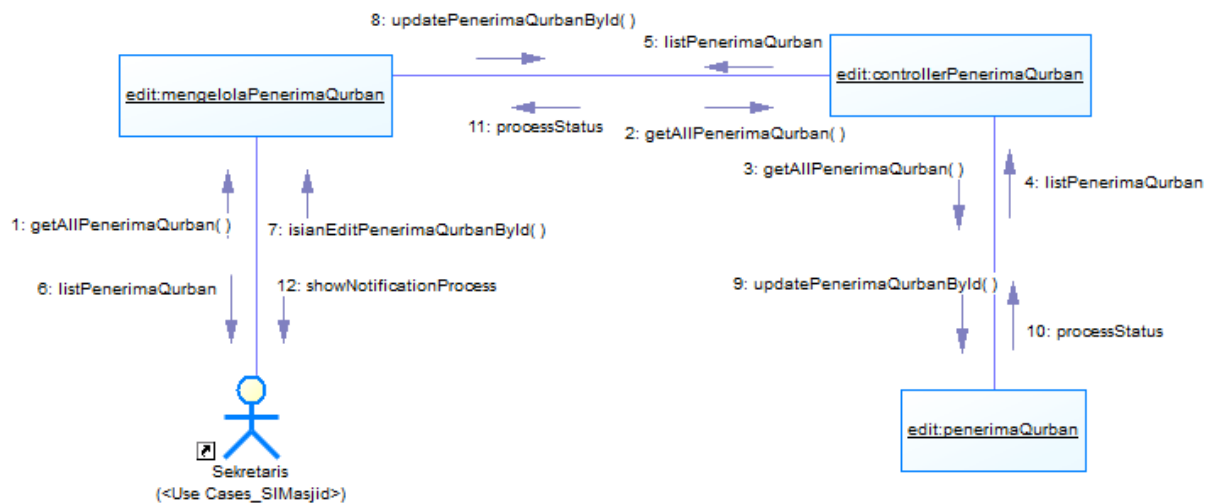 8: updatePenerimaQurbanById( )
5: listPenerimaQurban
edit:mengelolaPenerimaQurban
edit:controllerPenerimaQurban
11: processStatus
2: getAllPenerimaQurban( )
3: getAllPenerimaQurban( )
4: listPenerimaQurban
1: getAllPenerimaQurban( )
7: isianEditPenerimaQurbanById( )
6: listPenerimaQurban
12: showNotificationProcess
9: updatePenerimaQurbanById( )
10: processStatus
edit:penerimaQurban
Sekretaris
(<Use Cases_SIMasjid>)